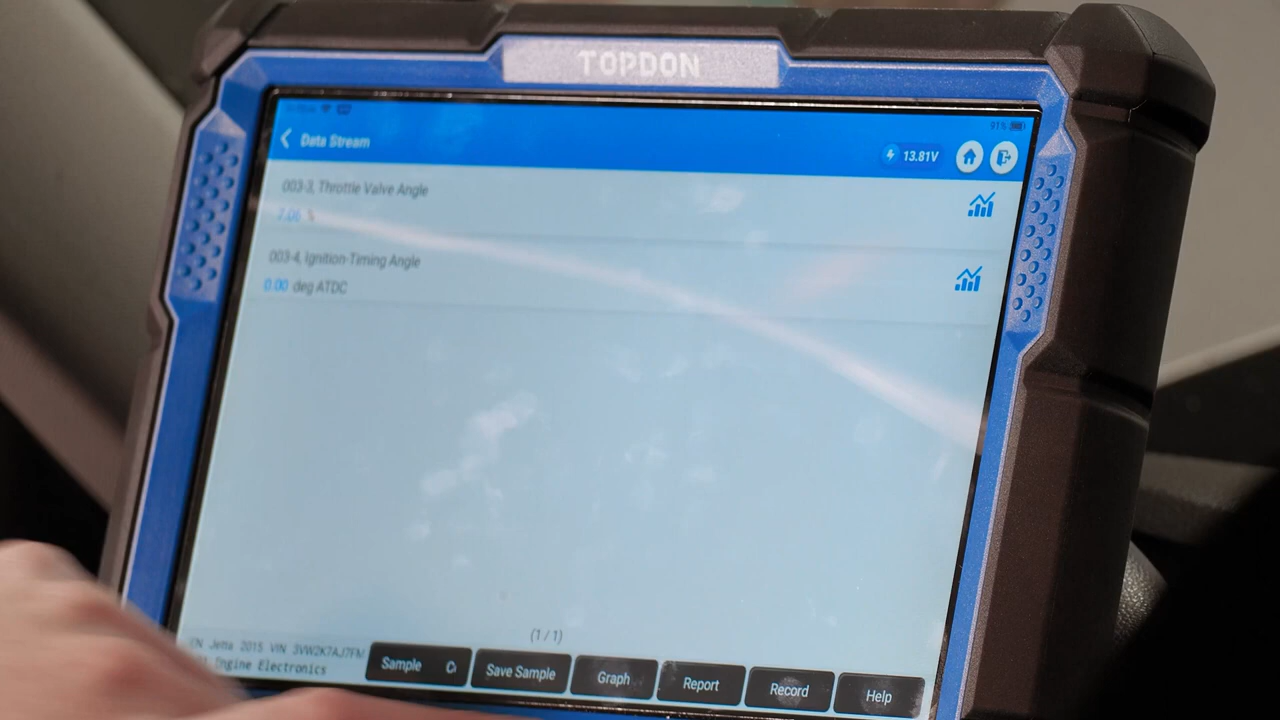 TOPDON
91%
Data Stream
13.81V
003-3, Throttle Valve Angle
7.06 %
003-4, Ignition-Timing Angle
0.00 deg ATDC
(1 / 1)
Jetta 2015 VIN 3VW2K7AJ7FM
Engine Electronics
Sample
Save Sample
Graph
Report
Record
Help